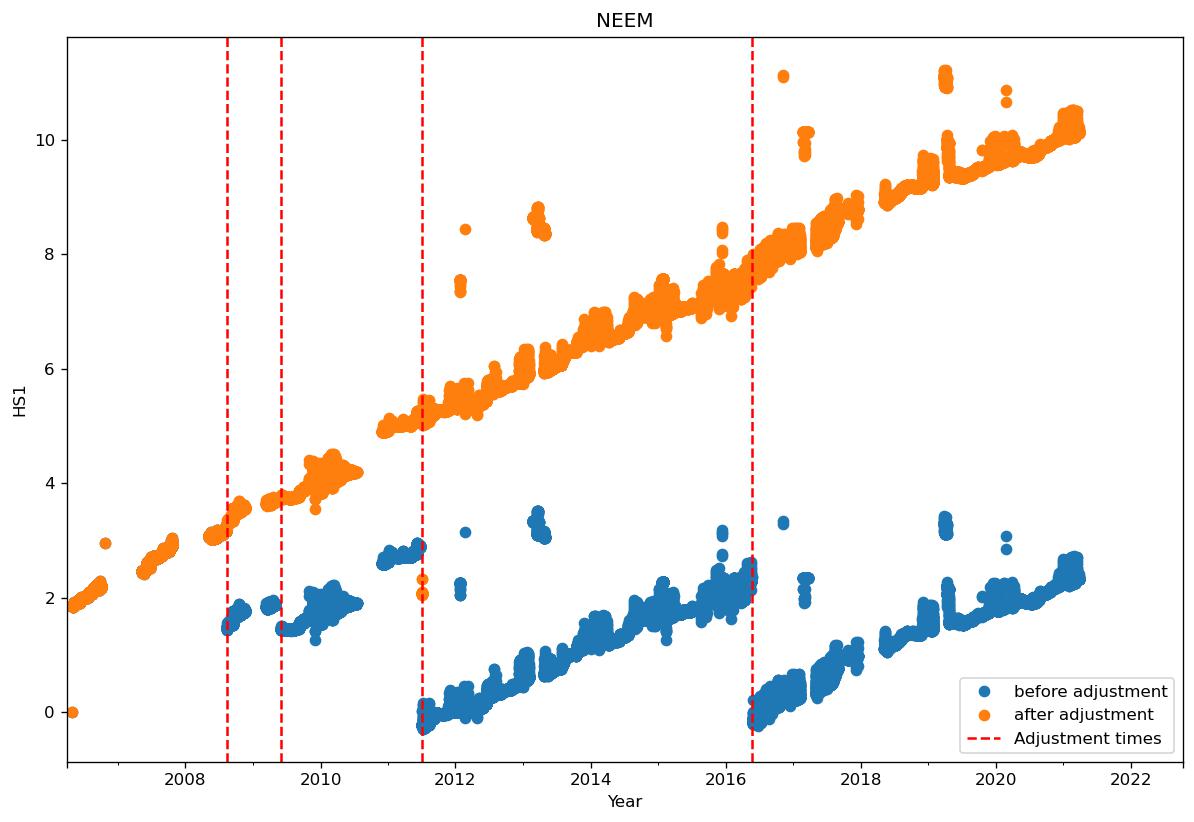 NEEM
HS1
10
8
6
4
2
0
before adjustment
after adjustment
Adjustment times
2008 2010 2012 2014 2016 2018 2020 2022
Year